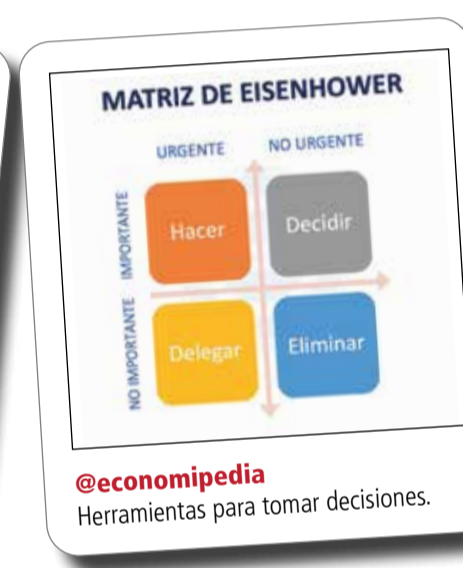 MATRIZ DE EISENHOWER
URGENTE NO URGENTE
IMPORTANTE
Hacer Decidir
NO IMPORTANTE
Delegar Eliminar
@economipedia
Herramientas para tomar decisiones.